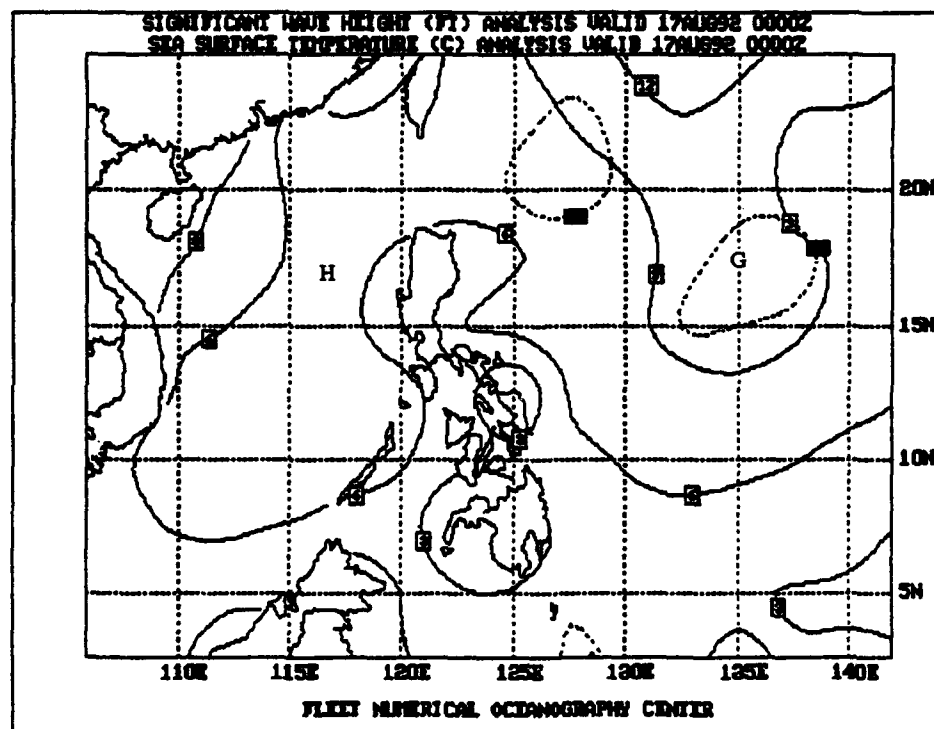 SIGNIFICANT WAVE HEIGHT (FT) ANALYSIS VALID 17AUG92 0000Z
SEA SURFACE TEMPERATURE (C) ANALYSIS VALID 17AUG92 0000Z
12
20N
H
G
15N
10N
5N
110E 115E 120E 125E 130E 135E 140E
FLEET NUMERICAL OCEANOGRAPHY CENTER